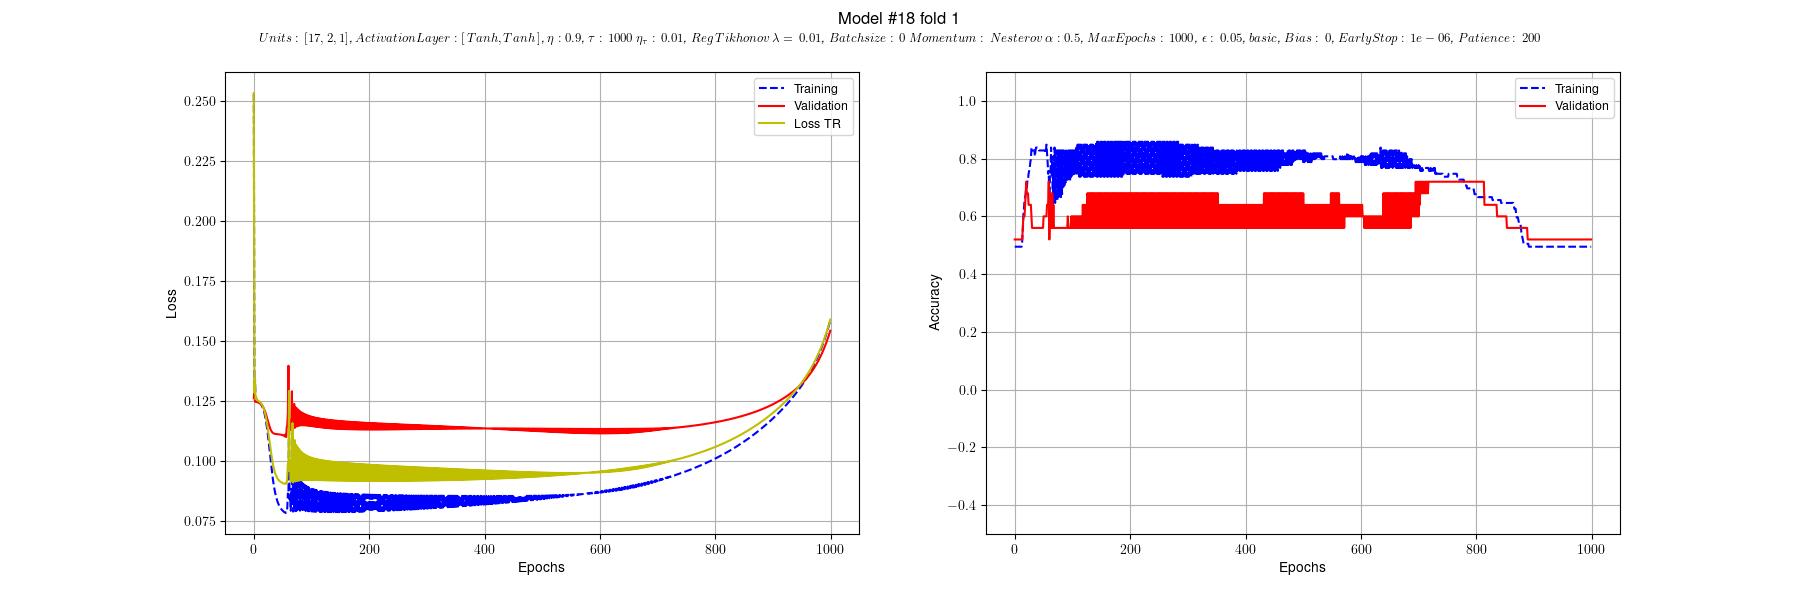 Model #18 fold 1
Units : [17, 2, 1], ActivationLayer : [Tanh, Tanh], η : 0.9, τ : 1000 η_τ : 0.01, RegTikhonov λ = 0.01, Batchsize : 0 Momentum : Nesterov α : 0.5, MaxEpochs : 1000, ϵ : 0.05, basic, Bias : 0, EarlyStop : 1e − 06, Patience : 200
Loss
0.250
0.225
0.200
0.175
0.150
0.125
0.100
0.075
Training
Validation
Loss TR
0 200 400 600 800 1000
Epochs
Accuracy
1.0
0.8
0.6
0.4
0.2
0.0
−0.2
−0.4
Training
Validation
0 200 400 600 800 1000
Epochs